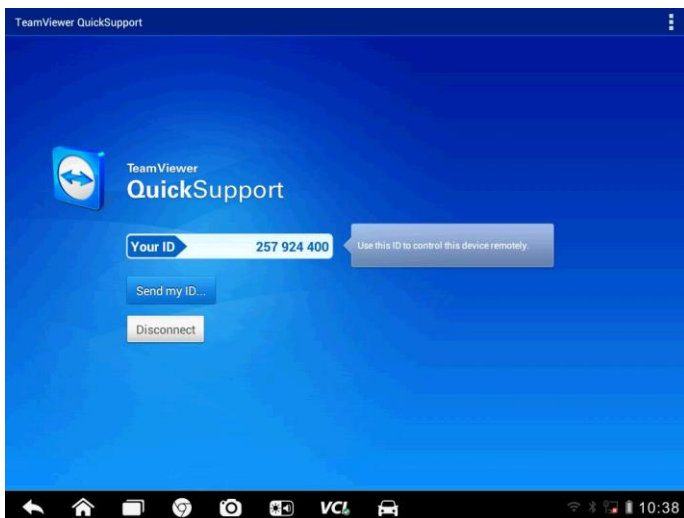 TeamViewer QuickSupport
TeamViewer
QuickSupport
Your ID
257 924 400
Use this ID to control this device remotely.
Send my ID...
Disconnect
VCI
10:38